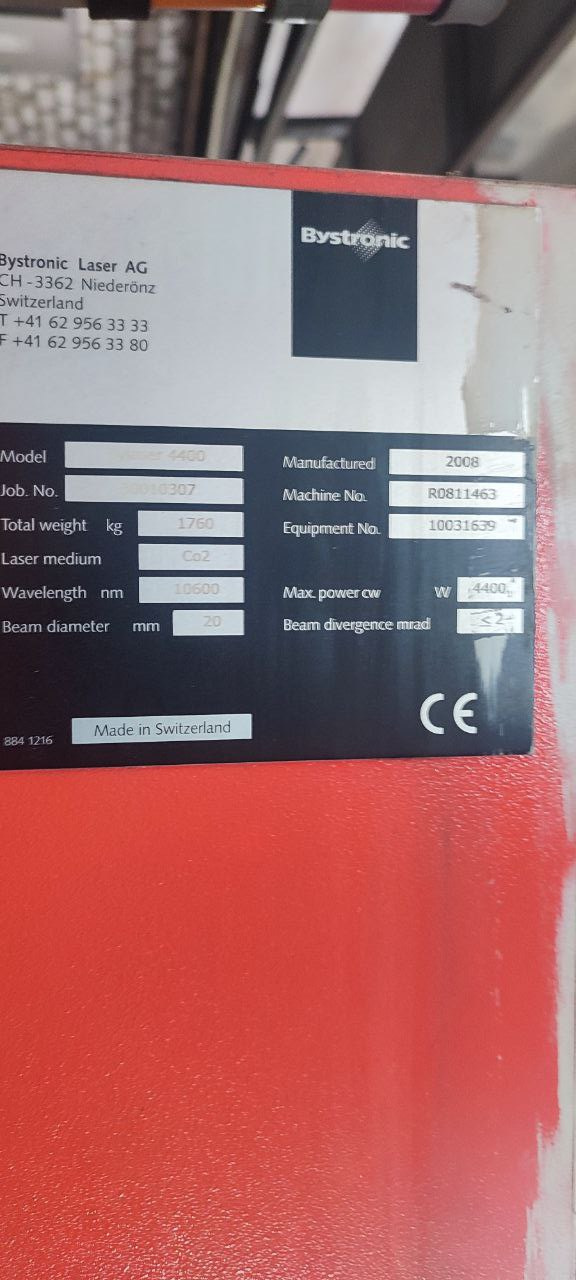 Bystronic
Bystronic Laser AG
CH-3362 Niederönz
Switzerland
T +41 62 956 33 33
F +41 62 956 33 80
Model 4400
Manufactured 2008
Job. No.
Machine No. R0811463
Total weight kg 1760
Equipment No. 10031639
Laser medium Co2
Wavelength nm 10600
Max. power cw W 4400
Beam diameter mm 20
Beam divergence mrad <2
884 1216
Made in Switzerland
CE